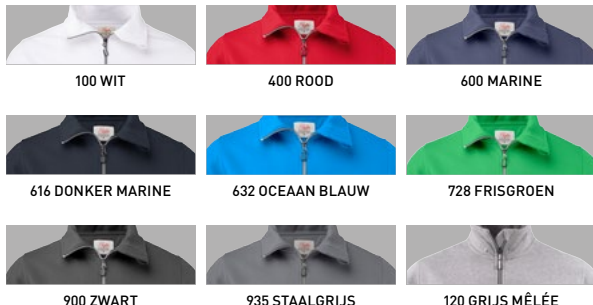 100 WIT
400 ROOD
600 MARINE
616 DONKER MARINE
632 OCEAAN BLAUW
728 FRISGROEN
900 ZWART
935 STAALGRIJS
120 GRIJS MÊLÉE